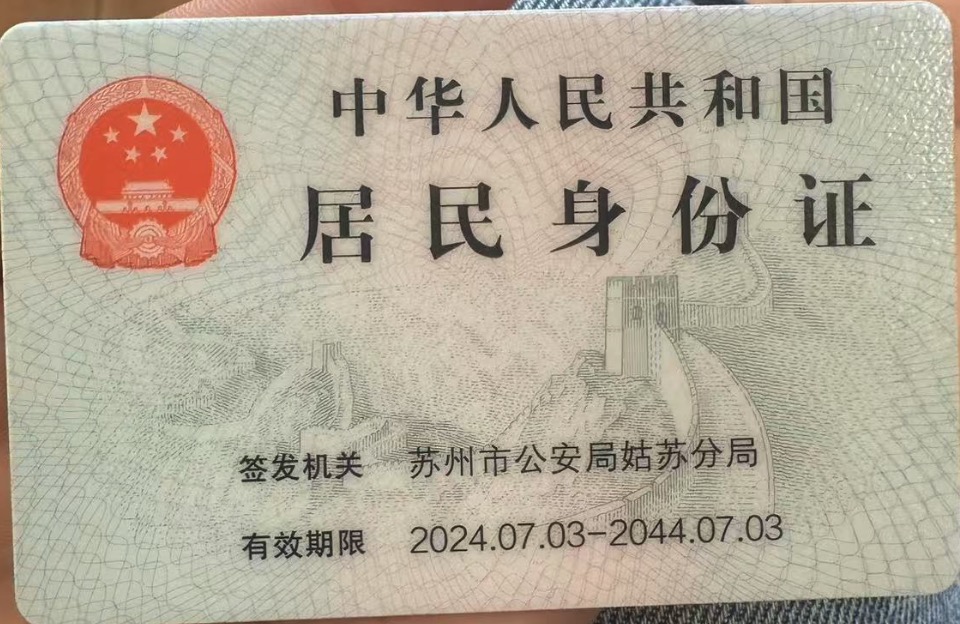 中华人民共和国
居民身份证
签发机关 苏州市公安局姑苏分局
有效期限 2024.07.03-2044.07.03